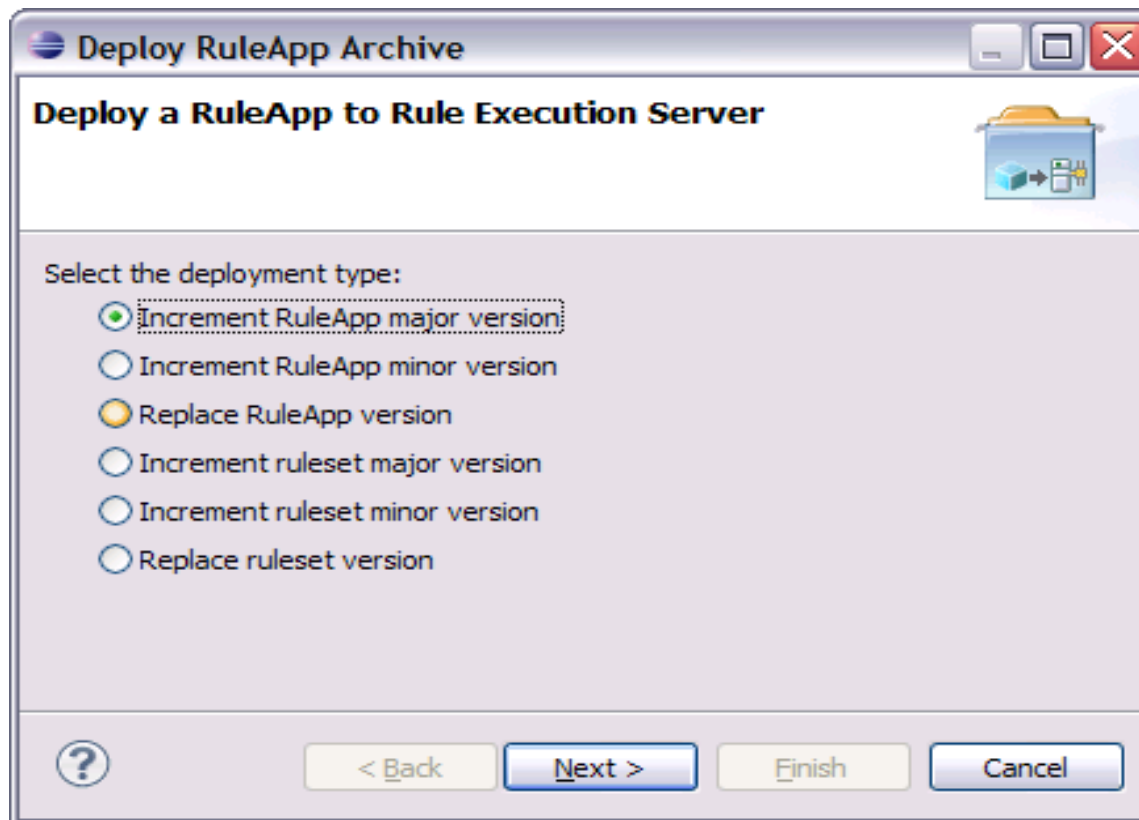 Deploy RuleApp Archive
Deploy a RuleApp to Rule Execution Server
Select the deployment type:
Increment RuleApp major version
Increment RuleApp minor version
Replace RuleApp version
Increment ruleset major version
Increment ruleset minor version
Replace ruleset version
? < Back Next > Finish Cancel